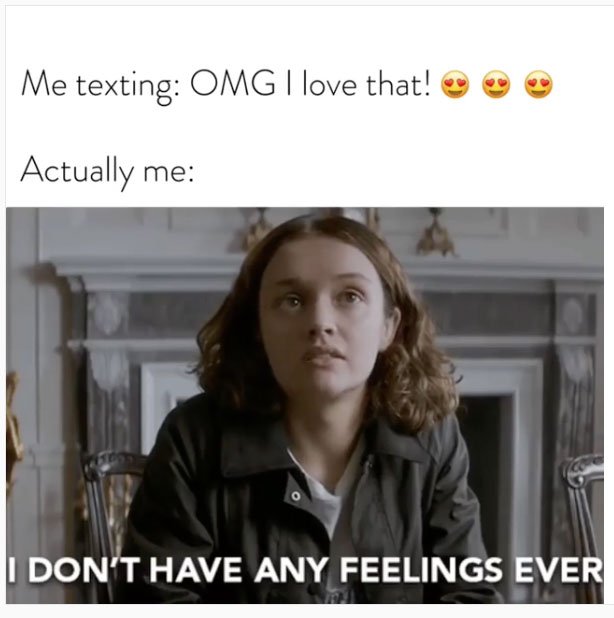 Me texting: OMG I love that! 😍 😍 😍
Actually me:
I DON'T HAVE ANY FEELINGS EVER